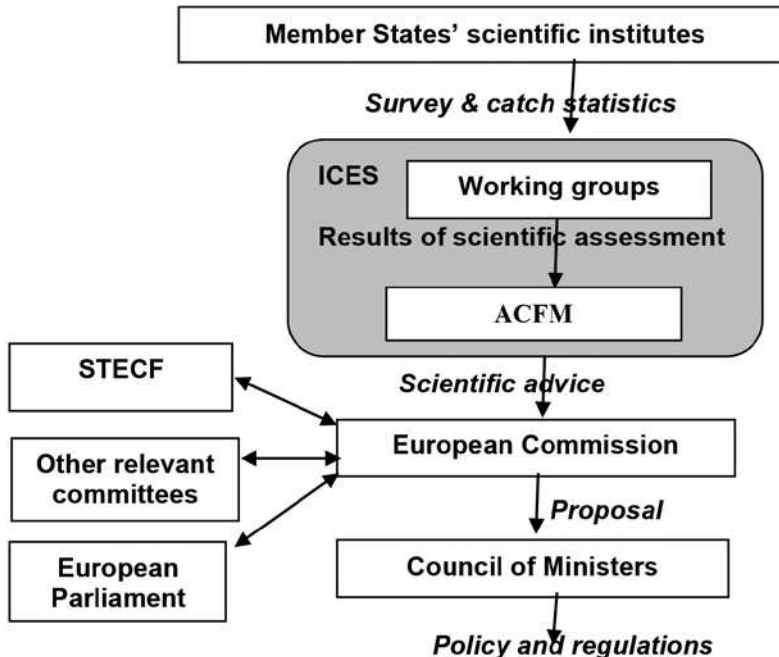 Member States’ scientific institutes
Survey & catch statistics
ICES
Working groups
Results of scientific assessment
ACFM
Scientific advice
STECF
European Commission
Other relevant
committees
Proposal
European
Parliament
Council of Ministers
Policy and regulations